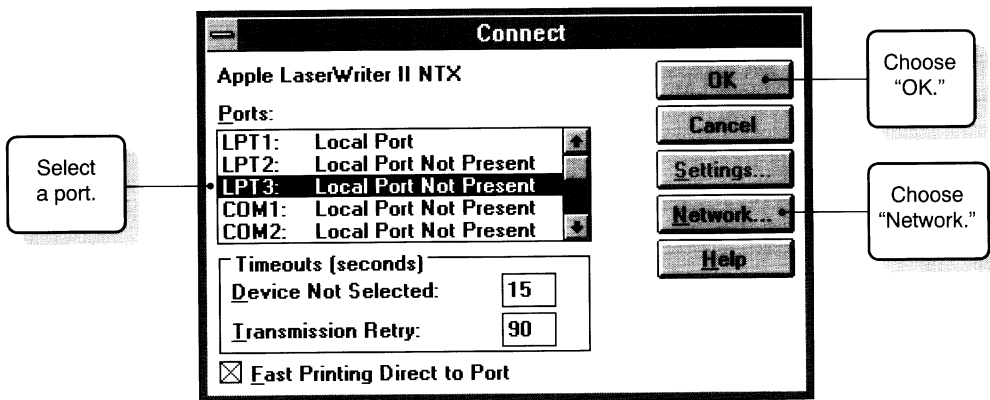 Connect
Apple LaserWriter II NTX
Ports:
LPT1: Local Port
LPT2: Local Port Not Present
LPT3: Local Port Not Present
COM1: Local Port Not Present
COM2: Local Port Not Present
Timeouts (seconds)
Device Not Selected: 15
Transmission Retry: 90
Fast Printing Direct to Port
OK
Cancel
Settings...
Network...
Help
Select
a port.
Choose
“OK.”
Choose
“Network.”